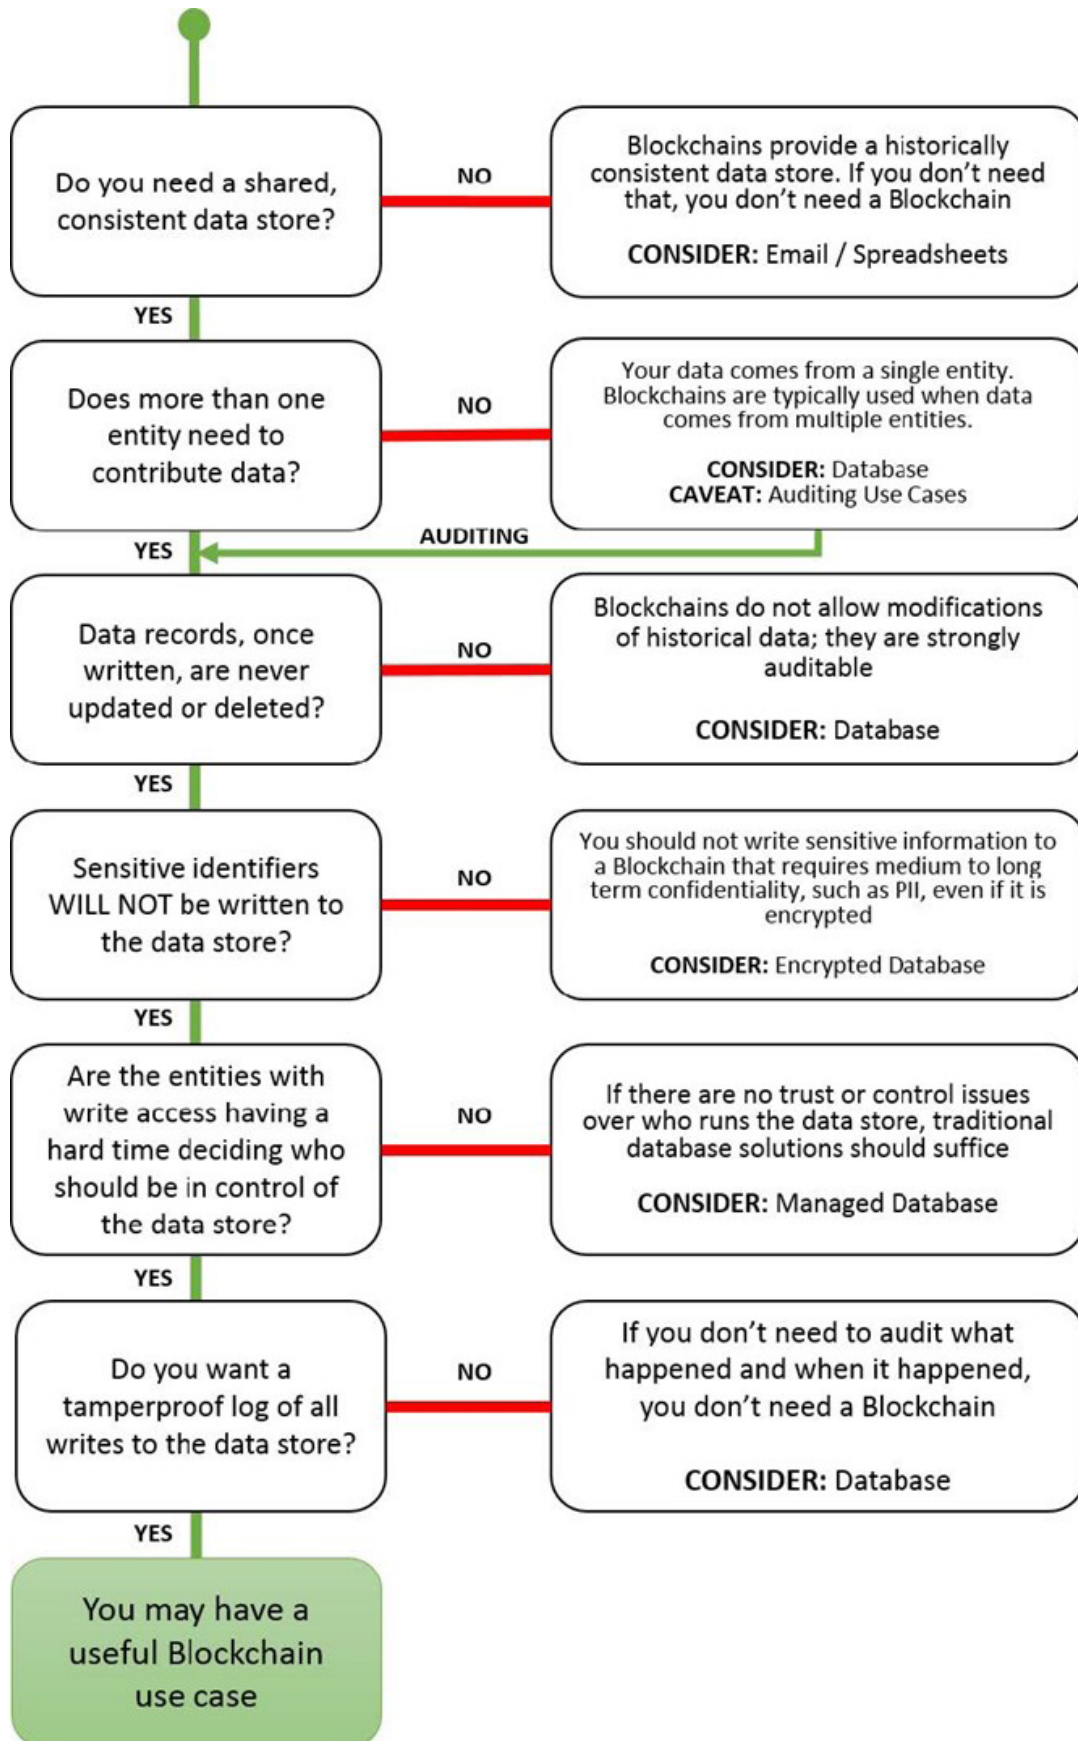 Do you need a shared,
consistent data store?
NO
Blockchains provide a historically
consistent data store. If you don’t need
that, you don’t need a Blockchain
CONSIDER: Email / Spreadsheets
YES
Does more than one
entity need to
contribute data?
NO
Your data comes from a single entity.
Blockchains are typically used when data
comes from multiple entities.
CONSIDER: Database
CAVEAT: Auditing Use Cases
AUDITING
YES
Data records, once
written, are never
updated or deleted?
NO
Blockchains do not allow modifications
of historical data; they are strongly
auditable
CONSIDER: Database
YES
Sensitive identifiers
WILL NOT be written to
the data store?
NO
You should not write sensitive information to
a Blockchain that requires medium to long
term confidentiality, such as PII, even if it is
encrypted
CONSIDER: Encrypted Database
YES
Are the entities with
write access having a
hard time deciding who
should be in control of
the data store?
NO
If there are no trust or control issues
over who runs the data store, traditional
database solutions should suffice
CONSIDER: Managed Database
YES
Do you want a
tamperproof log of all
writes to the data store?
NO
If you don’t need to audit what
happened and when it happened,
you don’t need a Blockchain
CONSIDER: Database
YES
You may have a
useful Blockchain
use case